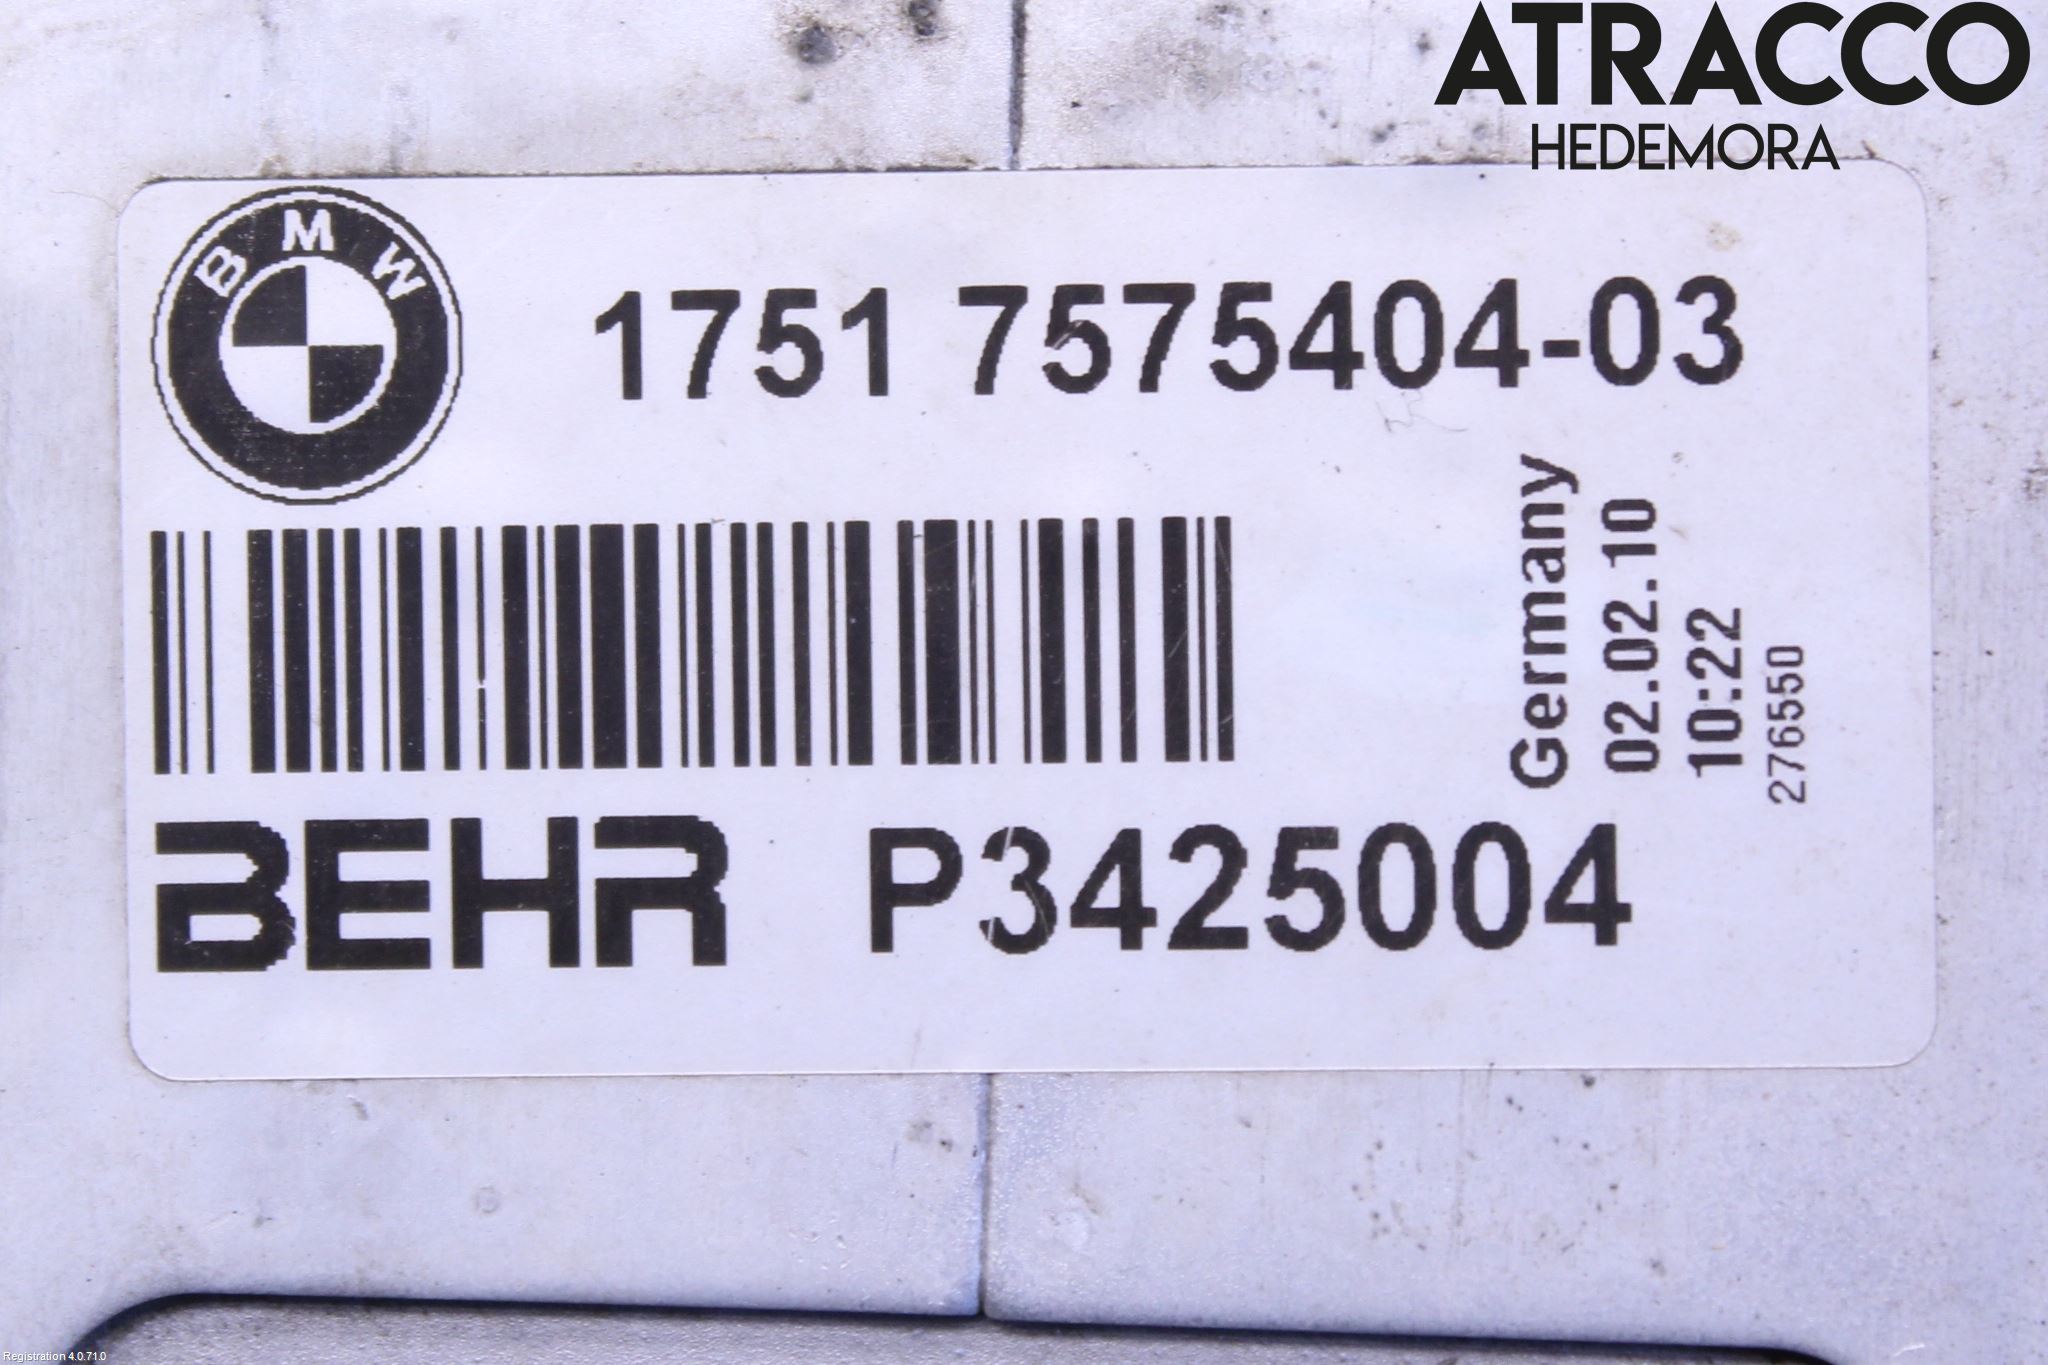 ATRACCO
HEDEMORA
BMW
1751 7575404-03
Germany
02.02.10
10:22
2765550
BEHR P3425004
Registration 4.0.71.0